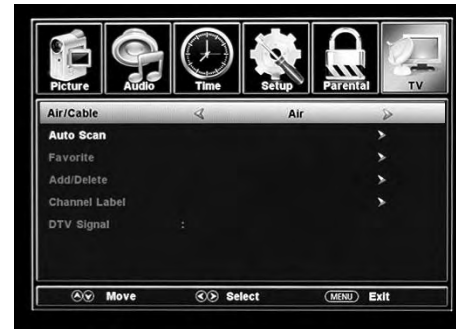 Picture Audio Time Setup Parental TV
Air/Cable Air
Auto Scan
Favorite
Add/Delete
Channel Label
DTV Signal :
Move Select MENU Exit